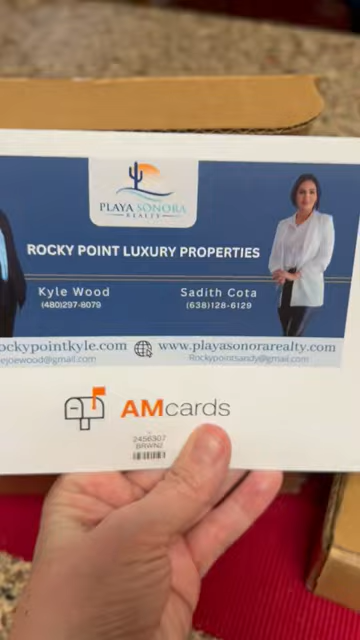 PLAYA SONORA
REALTY
ROCKY POINT LUXURY PROPERTIES
Kyle Wood
(480)297-8079
Sadith Cota
(638)128-6129
ockypointkyle.com
www.playasonorarealty.com
ejoewood@gmail.com
Rockypointsandy@gmail.com
AMcards
2456307
BRWN2